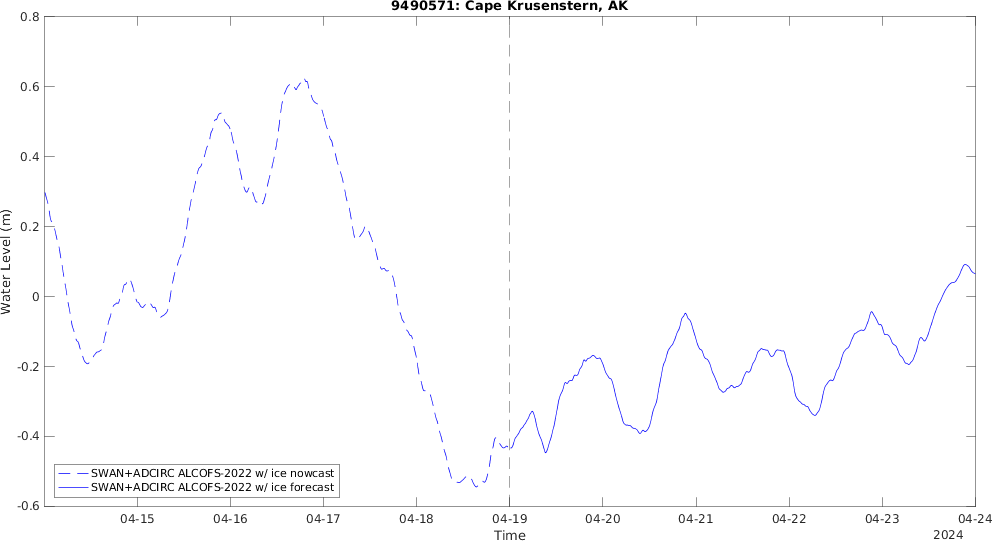 9490571: Cape Krusenstern, AK
Water Level (m)
0.8
0.6
0.4
0.2
0
-0.2
-0.4
-0.6
SWAN+ADCIRC ALCOFS-2022 w/ ice nowcast
SWAN+ADCIRC ALCOFS-2022 w/ ice forecast
04-15 04-16 04-17 04-18 04-19 04-20 04-21 04-22 04-23 04-24
Time
2024